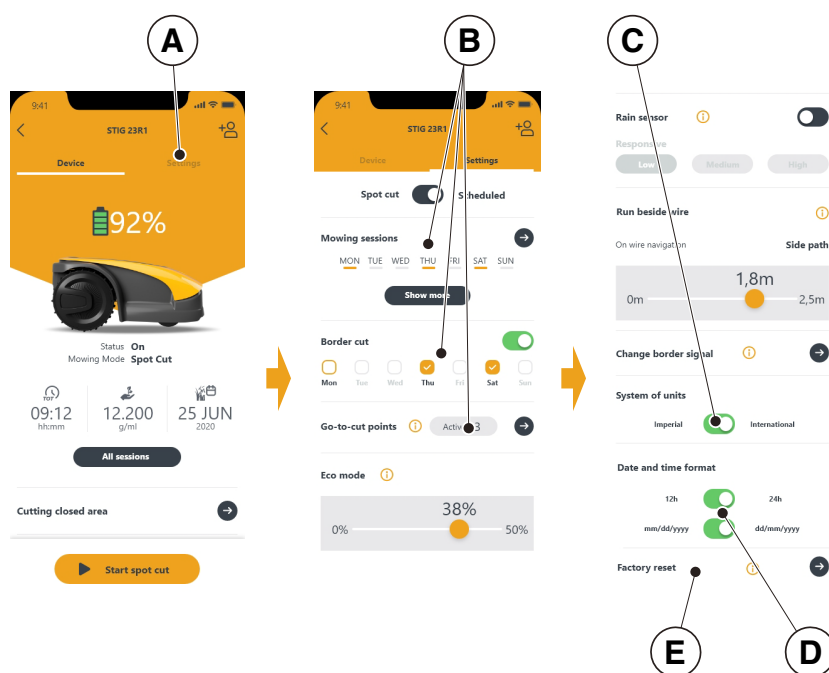 A
B
C
9:41
STIG 23R1
Device Settings
92%
Status On
Mowing Mode Spot Cut
TOT
09:12 12.200 25 JUN
hh:mm g/ml 2020
All sessions
Cutting closed area
Start spot cut
9:41
STIG 23R1
Device Settings
Spot cut Scheduled
Mowing sessions
MON TUE WED THU FRI SAT SUN
Show more
Border cut
Mon Tue Wed Thu Fri Sat Sun
Go-to-cut points Active 3
Eco mode
38%
0% 50%
Rain sensor
Responsive
Low Medium High
Run beside wire
On wire navigation Side path
1,8m
0m 2,5m
Change border signal
System of units
Imperial International
Date and time format
12h 24h
mm/dd/yyyy dd/mm/yyyy
Factory reset
E
D